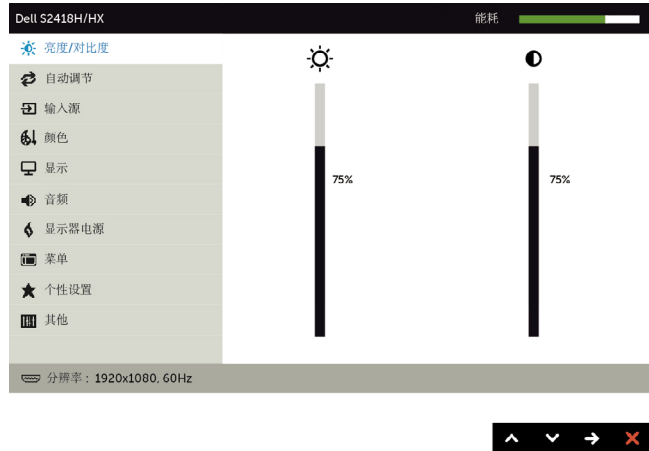 Dell S2418H/HX
能耗
亮度/对比度
自动调节
输入源
颜色
显示
音频
显示器电源
菜单
个性设置
其他
75%
75%
分辨率：1920x1080, 60Hz